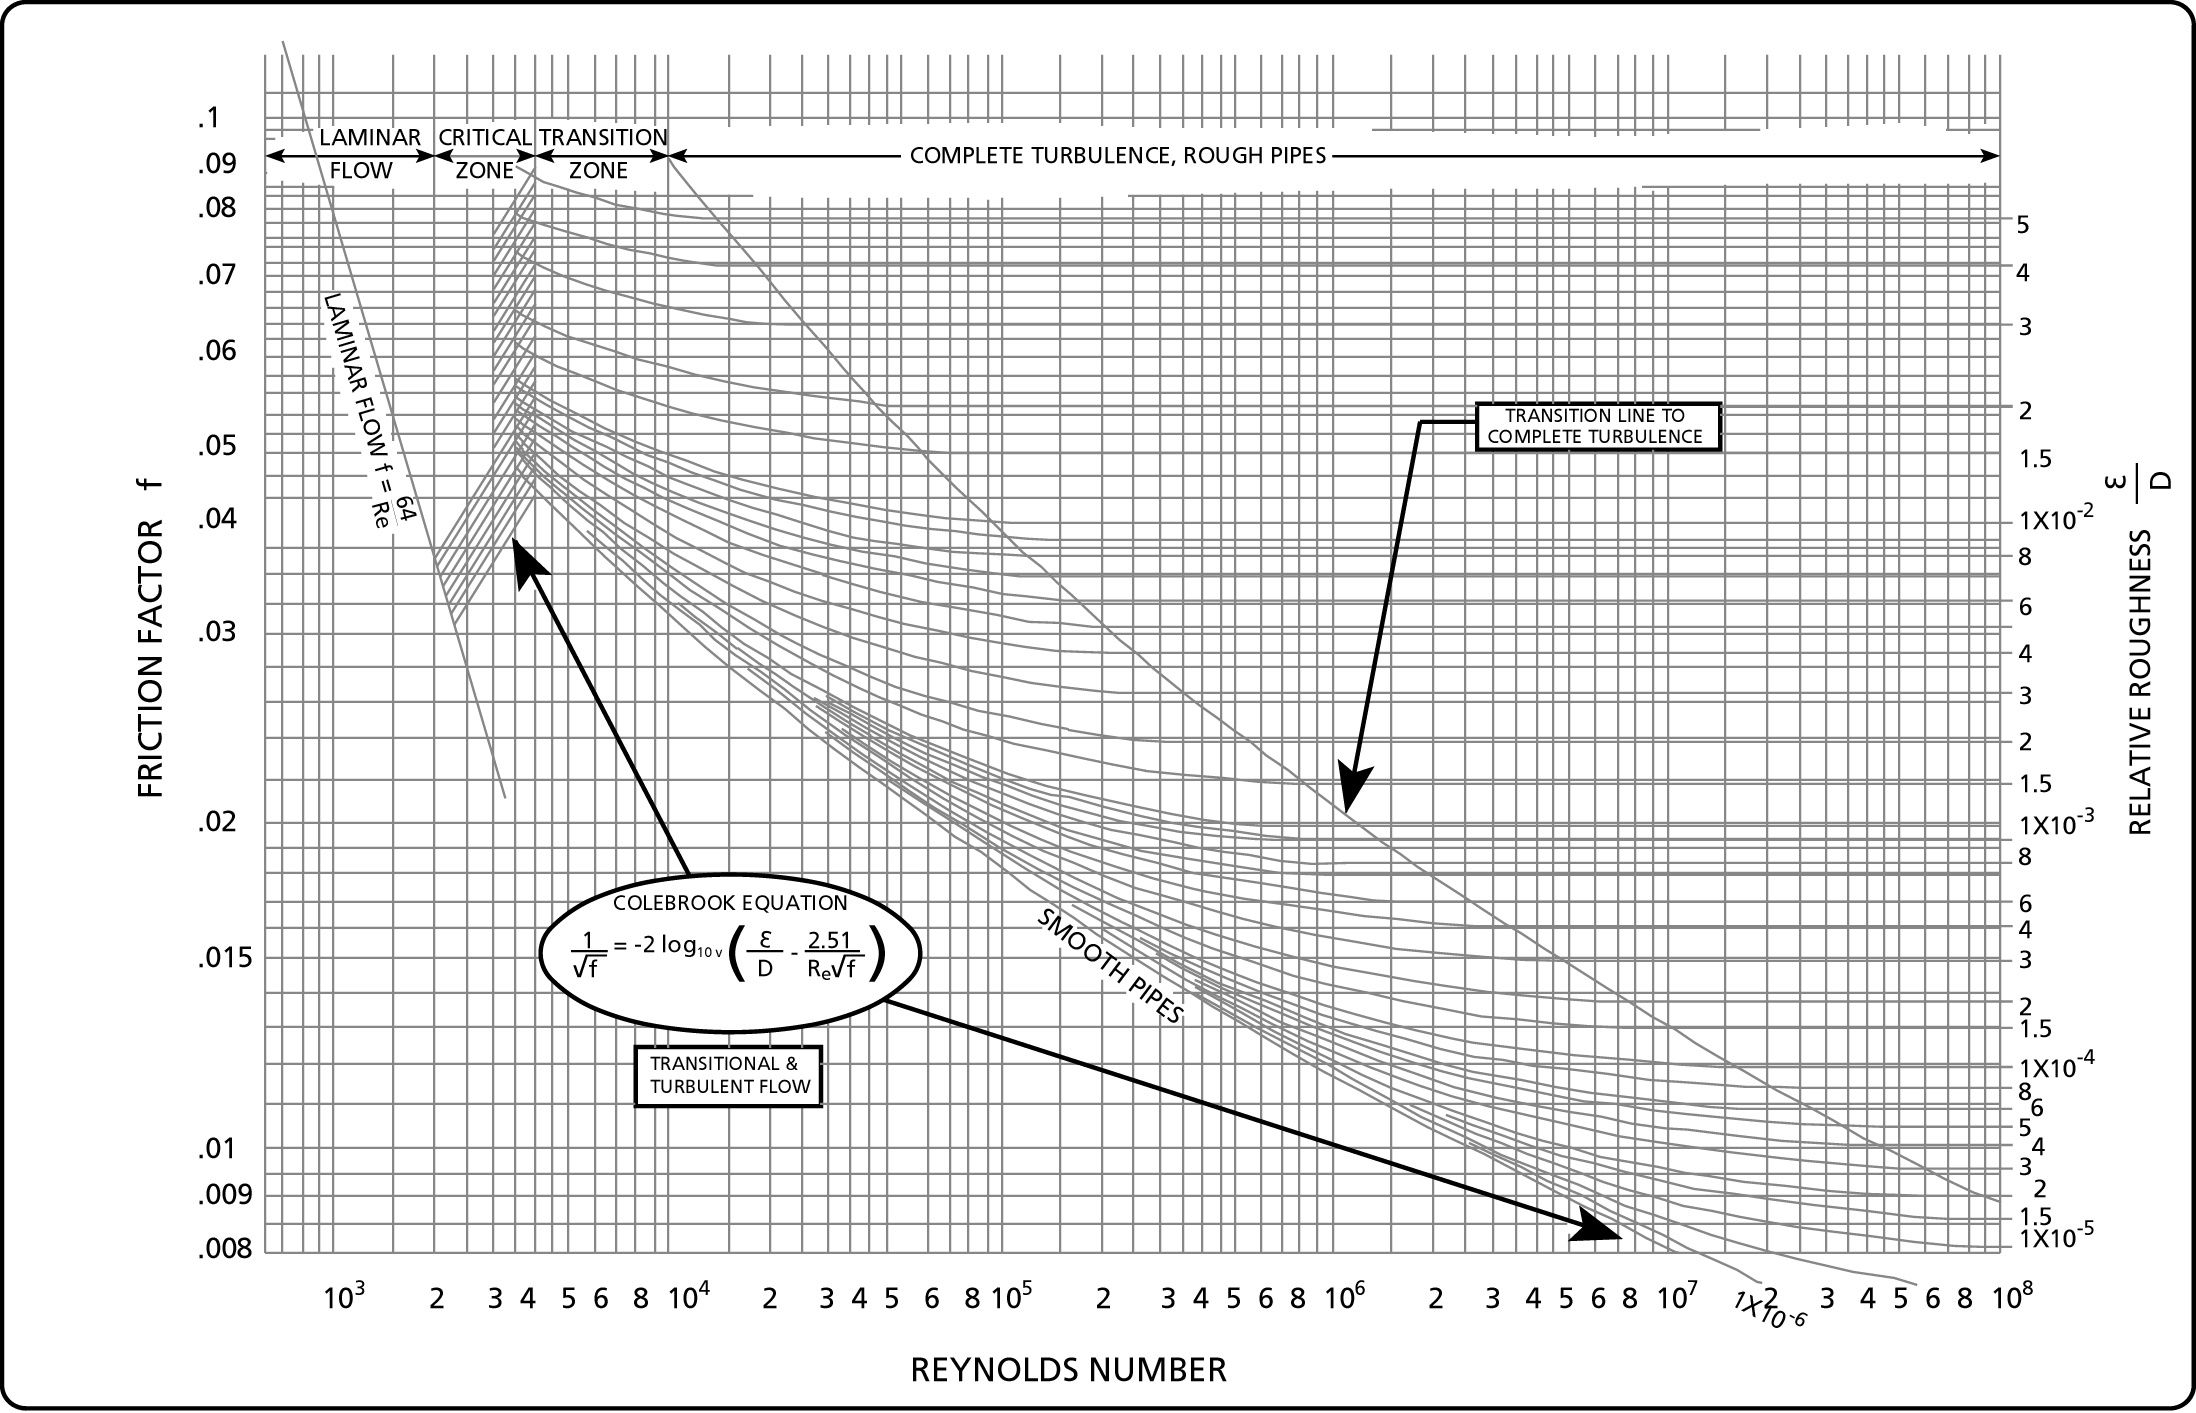 .1
.09
.08
.07
.06
.05
.04
.03
.02
.015
.01
.009
.008
FRICTION FACTOR f
LAMINAR
FLOW
CRITICAL
ZONE
TRANSITION
ZONE
COMPLETE TURBULENCE, ROUGH PIPES
LAMINAR FLOW f = 64/Re
TRANSITION LINE TO
COMPLETE TURBULENCE
COLEBROOK EQUATION
1/√f = -2 log10 v (ε/D - 2.51/Re√f)
TRANSITIONAL &
TURBULENT FLOW
SMOOTH PIPES
5
4
3
2
1.5
1X10-2
8
6
4
3
2
1.5
1X10-3
8
6
4
3
2
1.5
1X10-4
8
6
5
4
3
2
1.5
1X10-5
RELATIVE ROUGHNESS ε/D
10³ 2 3 4 5 6 8 10⁴ 2 3 4 5 6 8 10⁵ 2 3 4 5 6 8 10⁶ 2 3 4 5 6 8 10⁷ 2 3 4 5 6 8 10⁸
1X10-6
REYNOLDS NUMBER